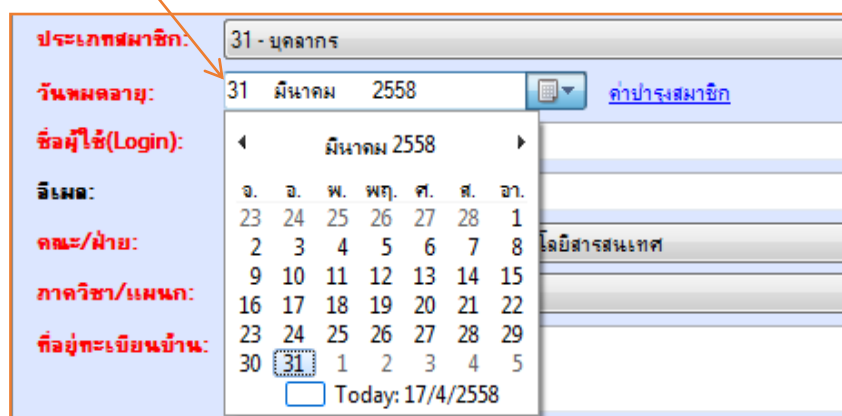 ประเภทสมาชิก: 31 - บุคลากร
วันหมดอายุ: 31 มีนาคม 2558 ค่าบำรุงสมาชิก
ชื่อผู้ใช้(Login):
มีนาคม 2558
อีเมล:
จ. อ. พ. พฤ. ศ. ส. อา.
23 24 25 26 27 28 1
คณะ/ฝ่าย: 2 3 4 5 6 7 8 โลยีสารสนเทศ
9 10 11 12 13 14 15
ภาควิชา/แผนก:
16 17 18 19 20 21 22
ที่อยู่ทะเบียนบ้าน: 23 24 25 26 27 28 29
30 31 1 2 3 4 5
Today: 17/4/2558